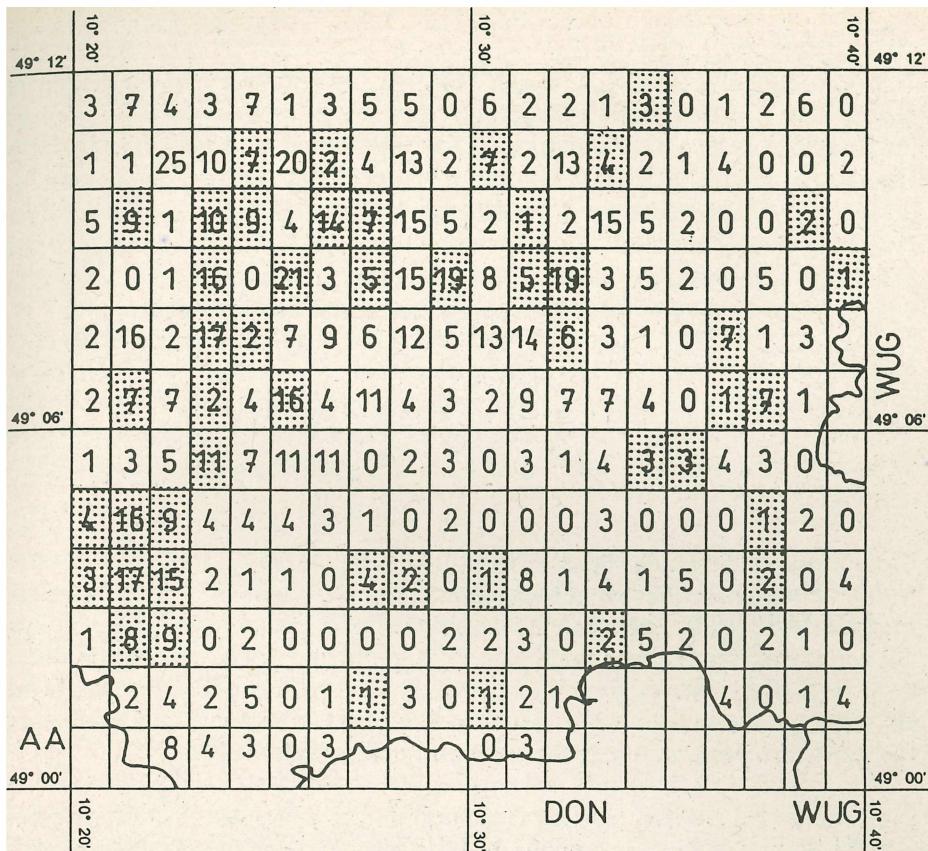 10° 20' 10° 30' 10° 40'
49° 12' 49° 12'
3 7 4 3 7 1 3 5 5 0 6 2 2 1 3 0 1 2 6 0
1 1 25 10 7 20 2 4 13 2 7 2 13 4 2 1 4 0 0 2
5 9 1 10 9 4 14 7 15 5 2 1 2 15 5 2 0 0 2 0
2 0 1 16 0 21 3 5 15 19 8 5 19 3 5 2 0 5 0 1
2 16 2 17 2 7 9 6 12 5 13 14 6 3 1 0 7 1 3
WUG
2 7 7 2 4 16 4 11 4 3 2 9 7 7 4 0 1 7 1
49° 06' 49° 06'
1 3 5 11 7 11 11 0 2 3 0 3 1 4 3 3 4 3 0
4 16 9 4 4 4 3 1 0 2 0 0 0 3 0 0 0 1 2 0
3 17 15 2 1 1 0 4 2 0 1 8 1 4 1 5 0 2 0 4
1 8 9 0 2 0 0 0 0 2 2 3 0 2 5 2 0 2 1 0
2 4 2 5 0 1 1 3 0 1 2 1 4 0 1 4
AA 8 4 3 0 3 0 3
49° 00' 49° 00'
10° 20' 10° 30' DON WUG 10° 40'